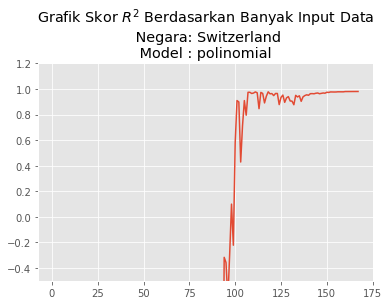 Grafik Skor R² Berdasarkan Banyak Input Data
Negara: Switzerland
Model : polinomial
1.2
1.0
0.8
0.6
0.4
0.2
0.0
−0.2
−0.4
0 25 50 75 100 125 150 175